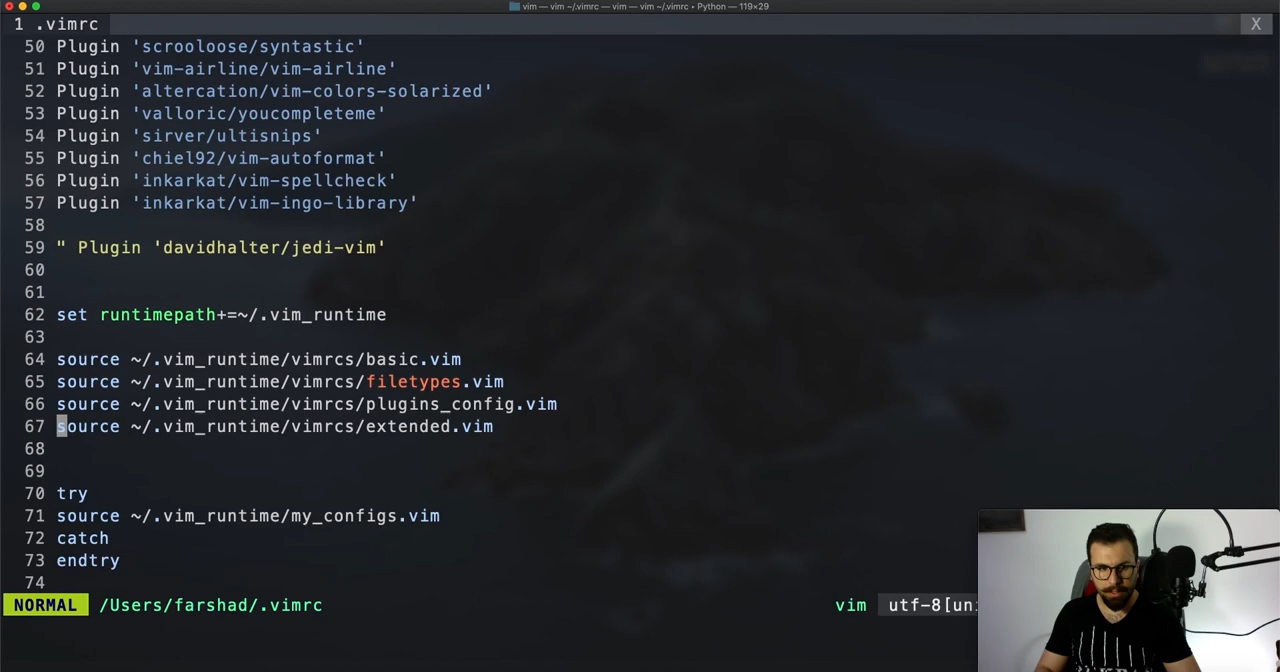 vim — vim ~/.vimrc — vim — vim ~/.vimrc • Python — 119×29
1 .vimrc X
50 Plugin 'scrooloose/syntastic'
51 Plugin 'vim-airline/vim-airline'
52 Plugin 'altercation/vim-colors-solarized'
53 Plugin 'valloric/youcompleteme'
54 Plugin 'sirver/ultisnips'
55 Plugin 'chiel92/vim-autoformat'
56 Plugin 'inkarkat/vim-spellcheck'
57 Plugin 'inkarkat/vim-ingo-library'
58
59 " Plugin 'davidhalter/jedi-vim'
60
61
62 set runtimepath+=~/.vim_runtime
63
64 source ~/.vim_runtime/vimrcs/basic.vim
65 source ~/.vim_runtime/vimrcs/filetypes.vim
66 source ~/.vim_runtime/vimrcs/plugins_config.vim
67 source ~/.vim_runtime/vimrcs/extended.vim
68
69
70 try
71 source ~/.vim_runtime/my_configs.vim
72 catch
73 endtry
74
NORMAL /Users/farshad/.vimrc vim utf-8[uni